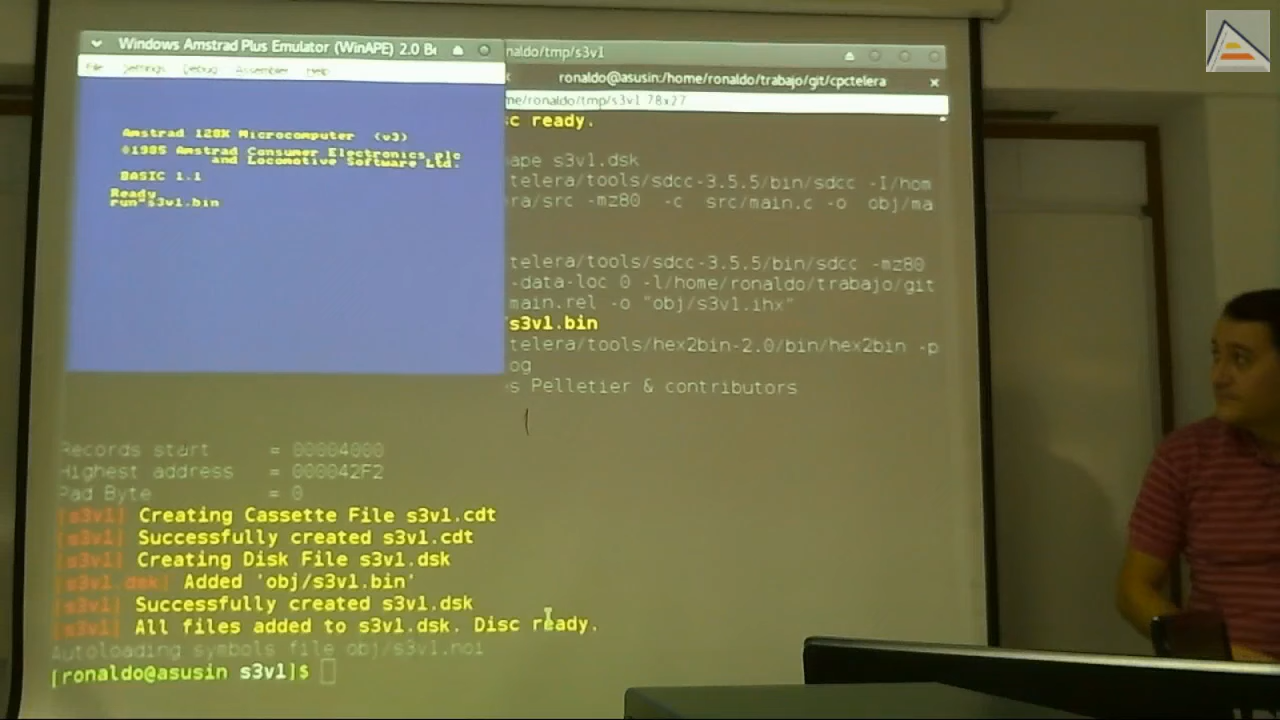 Windows Amstrad Plus Emulator (WinAPE) 2.0 Be
File Settings Debug Assembler Help
Amstrad 128K Microcomputer (v3)
©1985 Amstrad Consumer Electronics plc
and Locomotive Software Ltd.
BASIC 1.1
Ready
run"s3v1.bin
naldo/tmp/s3v1
ronaldo@asusin:/home/ronaldo/trabajo/git/cpctelera
me/ronaldo/tmp/s3v1 78x27
sc ready.
ape s3v1.dsk
telera/tools/sdcc-3.5.5/bin/sdcc -I/hom
ra/src -mz80 -c src/main.c -o obj/ma
telera/tools/sdcc-3.5.5/bin/sdcc -mz80
-data-loc 0 -l/home/ronaldo/trabajo/git
main.rel -o "obj/s3v1.ihx"
s3v1.bin
telera/tools/hex2bin-2.0/bin/hex2bin -p
og
s Pelletier & contributors
Records start = 00004000
Highest address = 000042F2
Pad Byte = 0
[s3v1] Creating Cassette File s3v1.cdt
[s3v1] Successfully created s3v1.cdt
[s3v1] Creating Disk File s3v1.dsk
[s3v1.dsk] Added 'obj/s3v1.bin'
[s3v1] Successfully created s3v1.dsk
[s3v1] All files added to s3v1.dsk. Disc ready.
Autoloading symbols file obj/s3v1.noi
[ronaldo@asusin s3v1]$